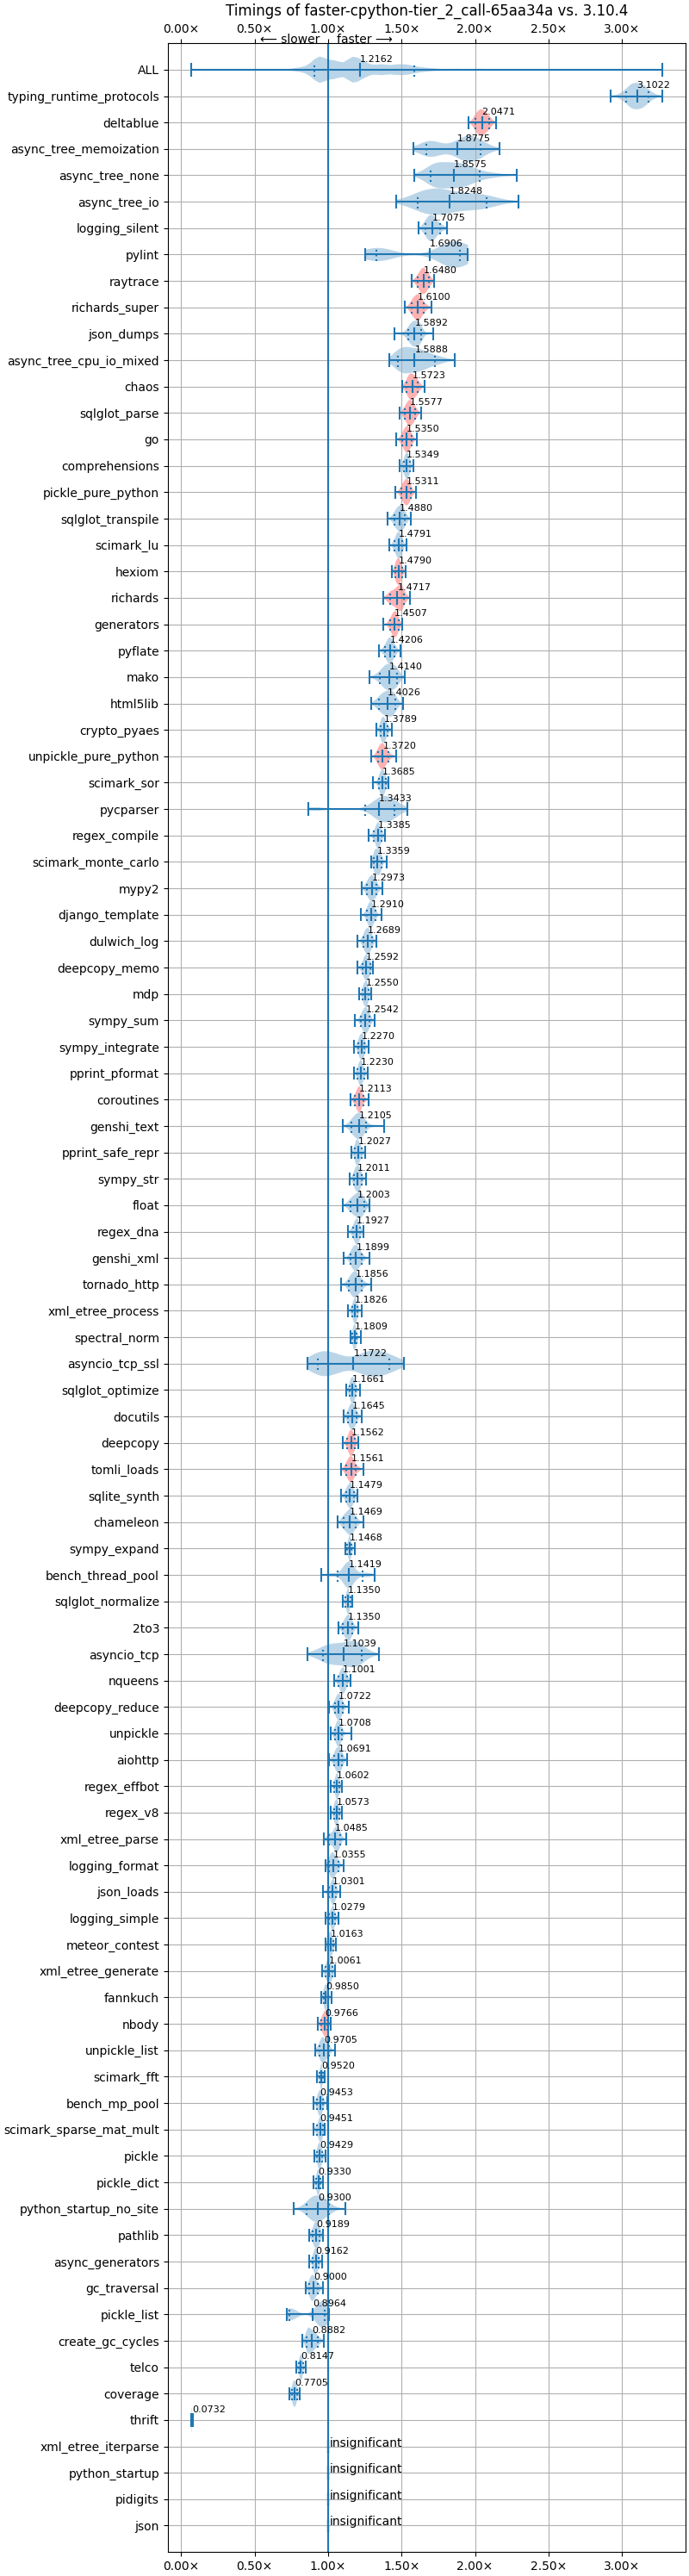 Timings of faster-cpython-tier_2_call-65aa34a vs. 3.10.4
0.00× 0.50× 1.00× 1.50× 2.00× 2.50× 3.00×
⟵ slower faster ⟶
ALL 1.2162
typing_runtime_protocols 3.1022
deltablue 2.0471
async_tree_memoization 1.8775
async_tree_none 1.8575
async_tree_io 1.8248
logging_silent 1.7075
pylint 1.6906
raytrace 1.6480
richards_super 1.6100
json_dumps 1.5892
async_tree_cpu_io_mixed 1.5888
chaos 1.5723
sqlglot_parse 1.5577
go 1.5350
comprehensions 1.5349
pickle_pure_python 1.5311
sqlglot_transpile 1.4880
scimark_lu 1.4791
hexiom 1.4790
richards 1.4717
generators 1.4507
pyflate 1.4206
mako 1.4140
html5lib 1.4026
crypto_pyaes 1.3789
unpickle_pure_python 1.3720
scimark_sor 1.3685
pycparser 1.3433
regex_compile 1.3385
scimark_monte_carlo 1.3359
mypy2 1.2973
django_template 1.2910
dulwich_log 1.2689
deepcopy_memo 1.2592
mdp 1.2550
sympy_sum 1.2542
sympy_integrate 1.2270
pprint_pformat 1.2230
coroutines 1.2113
genshi_text 1.2105
pprint_safe_repr 1.2027
sympy_str 1.2011
float 1.2003
regex_dna 1.1927
genshi_xml 1.1899
tornado_http 1.1856
xml_etree_process 1.1826
spectral_norm 1.1809
asyncio_tcp_ssl 1.1722
sqlglot_optimize 1.1661
docutils 1.1645
deepcopy 1.1562
tomli_loads 1.1561
sqlite_synth 1.1479
chameleon 1.1469
sympy_expand 1.1468
bench_thread_pool 1.1419
sqlglot_normalize 1.1350
2to3 1.1350
asyncio_tcp 1.1039
nqueens 1.1001
deepcopy_reduce 1.0722
unpickle 1.0708
aiohttp 1.0691
regex_effbot 1.0602
regex_v8 1.0573
xml_etree_parse 1.0485
logging_format 1.0355
json_loads 1.0301
logging_simple 1.0279
meteor_contest 1.0163
xml_etree_generate 1.0061
fannkuch 0.9850
nbody 0.9766
unpickle_list 0.9705
scimark_fft 0.9520
bench_mp_pool 0.9453
scimark_sparse_mat_mult 0.9451
pickle 0.9429
pickle_dict 0.9330
python_startup_no_site 0.9300
pathlib 0.9189
async_generators 0.9162
gc_traversal 0.9000
pickle_list 0.8964
create_gc_cycles 0.8882
telco 0.8147
coverage 0.7705
thrift 0.0732
xml_etree_iterparse insignificant
python_startup insignificant
pidigits insignificant
json insignificant
0.00× 0.50× 1.00× 1.50× 2.00× 2.50× 3.00×